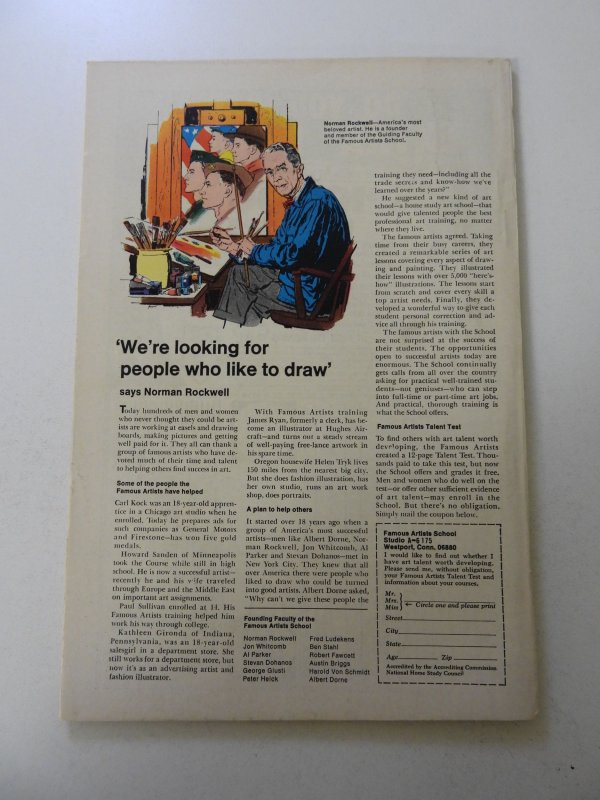 Norman Rockwell—America's most
beloved artist. He is a founder
and member of the Guiding Faculty
of the Famous Artists School.
'We're looking for
people who like to draw'
says Norman Rockwell
Today hundreds of men and women
who never thought they could be art-
ists are working at easels and drawing
boards, making pictures and getting
well paid for it. They all can thank a
group of famous artists who have de-
voted much of their time and talent
to helping others find success in art.
Some of the people the
Famous Artists have helped
Carl Kock was an 18-year-old appren-
tice in a Chicago art studio when he
enrolled. Today he prepares ads for
such companies as General Motors
and Firestone—has won five gold
medals.
Howard Sanden of Minneapolis
took the Course while still in high
school. He is now a successful artist—
recently he and his wife traveled
through Europe and the Middle East
on important art assignments.
Paul Sullivan enrolled at 14. His
Famous Artists training helped him
work his way through college.
Kathleen Gironda of Indiana,
Pennsylvania, was an 18-year-old
salesgirl in a department store. She
still works for a department store, but
now it's as an advertising artist and
fashion illustrator.
With Famous Artists training
James Ryan, formerly a clerk, has be-
come an illustrator at Hughes Air-
craft—and turns out a steady stream
of well-paying free-lance artwork in
his spare time.
Oregon housewife Helen Tryk lives
150 miles from the nearest big city.
But she does fashion illustration, has
her own studio, runs an art work
shop, does portraits.
A plan to help others
It started over 18 years ago when a
group of America's most successful
artists—men like Albert Dorne, Nor-
man Rockwell, Jon Whitcomb, Al
Parker and Stevan Dohanos—met in
New York City. They knew that all
over America there were people who
liked to draw who could be turned
into good artists. Albert Dorne asked,
"Why can't we give these people the
Founding Faculty of the
Famous Artists School
Norman Rockwell
Jon Whitcomb
Al Parker
Stevan Dohanos
George Giusti
Peter Helck
Fred Ludekens
Ben Stahl
Robert Fawcett
Austin Briggs
Harold Von Schmidt
Albert Dorne
training they need—including all the
trade secrets and know-how we've
learned over the years?"
He suggested a new kind of art
school—a home study art school—that
would give talented people the best
professional art training, no matter
where they live.
The famous artists agreed. Taking
time from their busy careers, they
created a remarkable series of art
lessons covering every aspect of draw-
ing and painting. They illustrated
their lessons with over 5,000 "here's-
how" illustrations. The lessons start
from scratch and cover every skill a
top artist needs. Finally, they de-
veloped a wonderful way to give each
student personal correction and ad-
vice all through his training.
The famous artists with the School
are not surprised at the success of
their students. The opportunities
open to successful artists today are
enormous. The School continually
gets calls from all over the country
asking for practical well-trained stu-
dents—not geniuses—who can step
into full-time or part-time art jobs.
And practical, thorough training is
what the School offers.
Famous Artists Talent Test
To find others with art talent worth
developing, the Famous Artists
created a 12-page Talent Test. Thou-
sands paid to take this test, but now
the School offers and grades it free.
Men and women who do well on the
test—or offer other sufficient evidence
of art talent—may enroll in the
School. But there's no obligation.
Simply mail the coupon below.
Famous Artists School
Studio
Westport, Conn. 06880
I would like to find out whether I
have art talent worth developing.
Please send me, without obligation,
your Famous Artists Talent Test and
information about your courses.
Mr.
Mrs.
Miss
← Circle one and please print
Street
City
State
Age Zip
Accredited by the Accrediting Commission
National Home Study Council